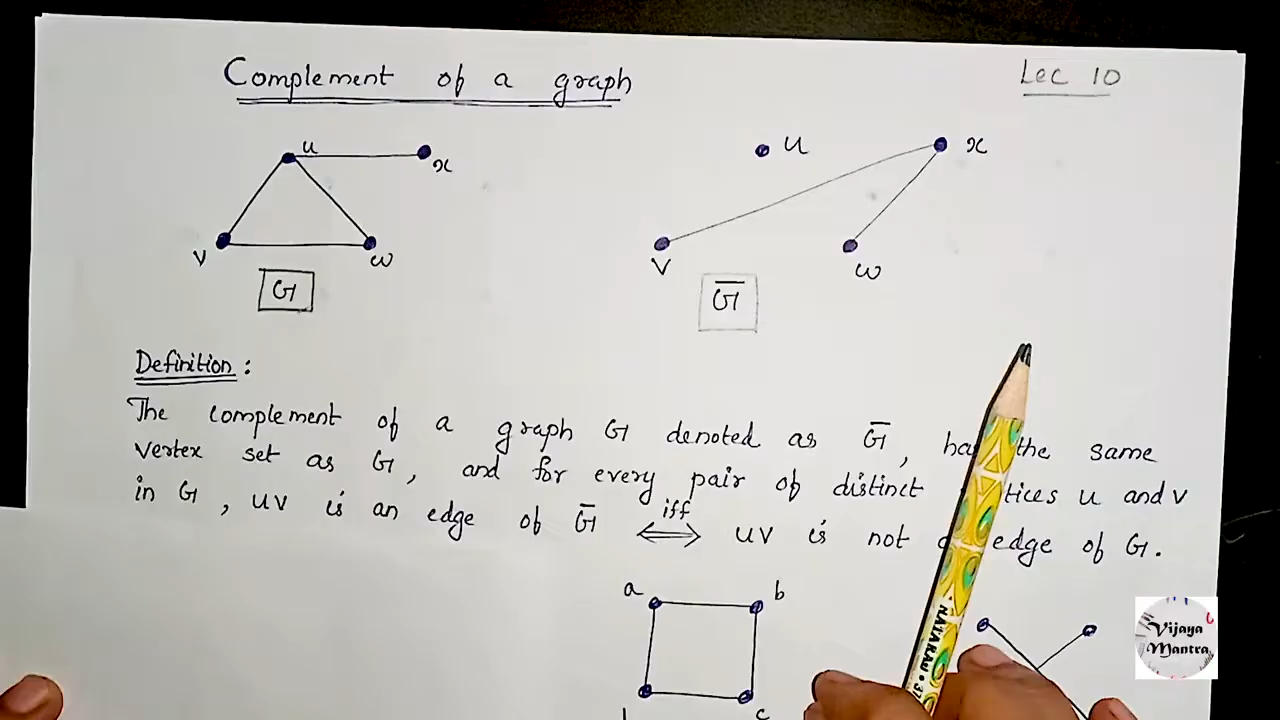 Complement of a graph
Lec 10
u
x
v
w
G
u
x
v
w
G̅
Definition :
The complement of a graph G denoted as G̅, the same
vertex set as G, and for every pair of distinct u and v
in G, uv is an edge of G̅ ⟺ iff uv is not edge of G.
a
b
c
NATARAJ
Vijaya
Mantra